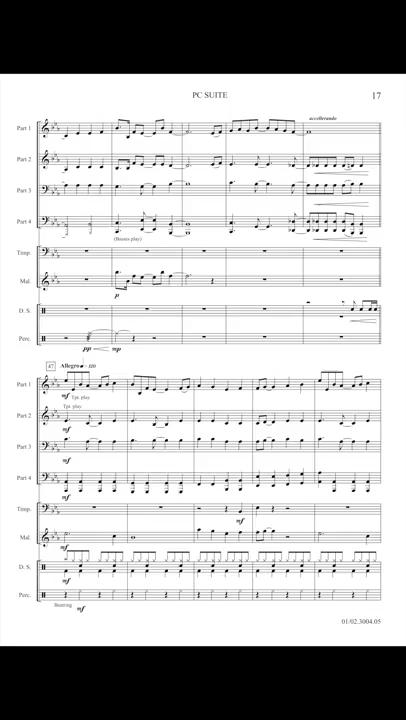 PC SUITE
17
accellerando
Part 1
Part 2
Part 3
Part 4
(Basses play)
Timp.
Mal.
p
D. S.
Perc.
pp
mp
47
Allegro ♩= 120
Part 1
mf
Tpt. play
Tpt. play
Part 2
mf
Part 3
mf
Part 4
mf
Timp.
mf
Mal.
mf
D. S.
mf
Perc.
mf
01/02.3004.05